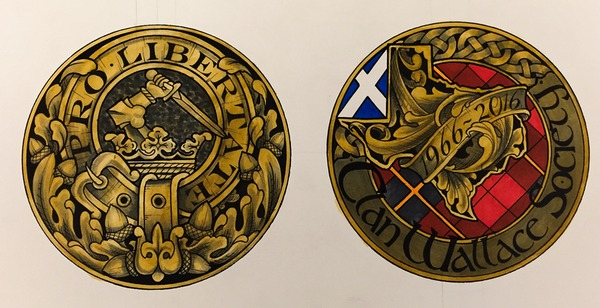 PRO·LIBERTATE
1966-2016
Clan Wallace Society